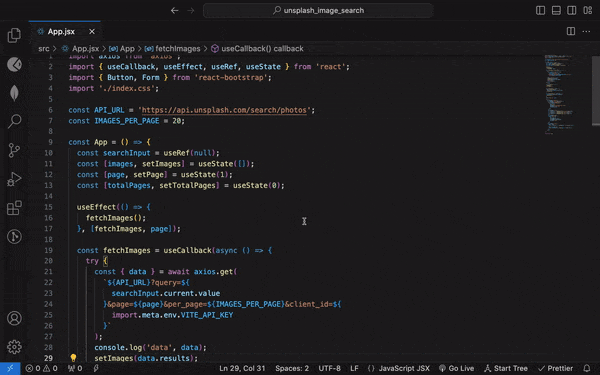 unsplash_image_search
App.jsx
src > App.jsx > App > fetchImages > useCallback() callback
1 import axios from 'axios';
2 import { useCallback, useEffect, useRef, useState } from 'react';
3 import { Button, Form } from 'react-bootstrap';
4 import './index.css';
5
6 const API_URL = 'https://api.unsplash.com/search/photos';
7 const IMAGES_PER_PAGE = 20;
8
9 const App = () => {
10 const searchInput = useRef(null);
11 const [images, setImages] = useState([]);
12 const [page, setPage] = useState(1);
13 const [totalPages, setTotalPages] = useState(0);
14
15 useEffect(() => {
16 fetchImages();
17 }, [fetchImages, page]);
18
19 const fetchImages = useCallback(async () => {
20 try {
21 const { data } = await axios.get(
22 `${API_URL}?query=${
23 searchInput.current.value
24 }&page=${page}&per_page=${IMAGES_PER_PAGE}&client_id=${
25 import.meta.env.VITE_API_KEY
26 }`
27 );
28 console.log('data', data);
29 setImages(data.results);
0 0 0 Ln 29, Col 31 Spaces: 2 UTF-8 LF {} JavaScript JSX Go Live Start Tree Prettier